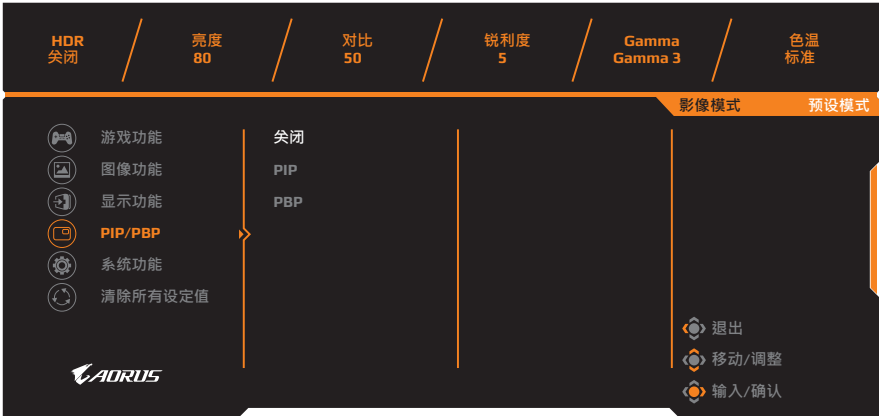 HDR 亮度 对比 锐利度 Gamma 色温
关闭 80 50 5 Gamma 3 标准
影像模式 预设模式
游戏功能 关闭
图像功能 PIP
显示功能 PBP
PIP/PBP
系统功能
清除所有设定值
退出
移动/调整
输入/确认
AORUS